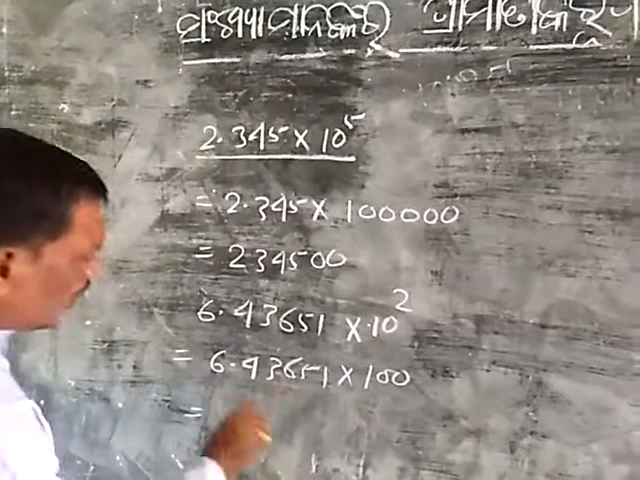 2.345 × 10⁵
= 2.345 × 100000
= 234500
6.43651 × 10²
= 6.43651 × 100